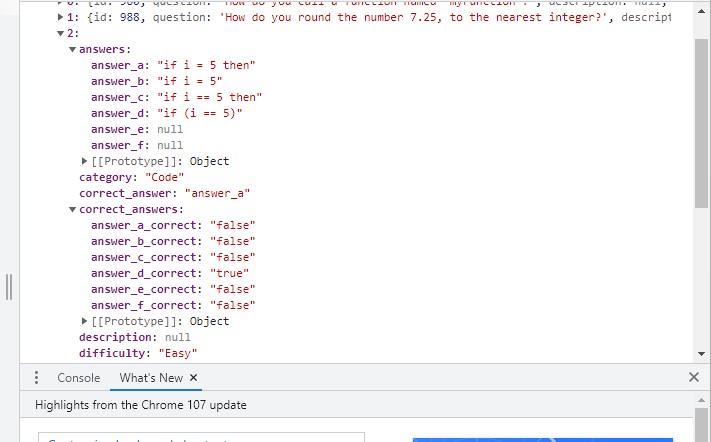 0: {id: 986, question: 'How do you call a function named "myFunction"?', description: null,
1: {id: 988, question: 'How do you round the number 7.25, to the nearest integer?', descript
2:
answers:
answer_a: "if i = 5 then"
answer_b: "if i = 5"
answer_c: "if i == 5 then"
answer_d: "if (i == 5)"
answer_e: null
answer_f: null
[[Prototype]]: Object
category: "Code"
correct_answer: "answer_a"
correct_answers:
answer_a_correct: "false"
answer_b_correct: "false"
answer_c_correct: "false"
answer_d_correct: "true"
answer_e_correct: "false"
answer_f_correct: "false"
[[Prototype]]: Object
description: null
difficulty: "Easy"
Console What's New
Highlights from the Chrome 107 update